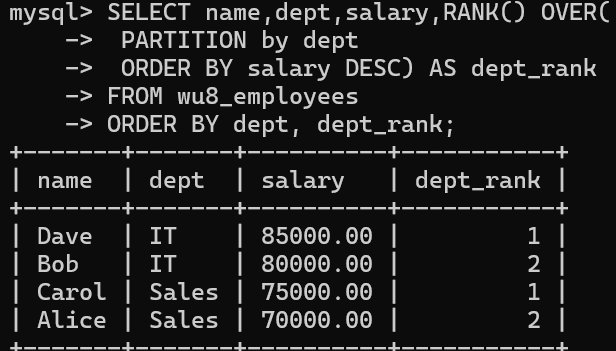 mysql> SELECT name,dept,salary,RANK() OVER(
    ->  PARTITION by dept
    ->  ORDER BY salary DESC) AS dept_rank
    -> FROM wu8_employees
    -> ORDER BY dept, dept_rank;
+-------+-------+----------+-----------+
| name  | dept  | salary   | dept_rank |
+-------+-------+----------+-----------+
| Dave  | IT    | 85000.00 |         1 |
| Bob   | IT    | 80000.00 |         2 |
| Carol | Sales | 75000.00 |         1 |
| Alice | Sales | 70000.00 |         2 |
+-------+-------+----------+-----------+